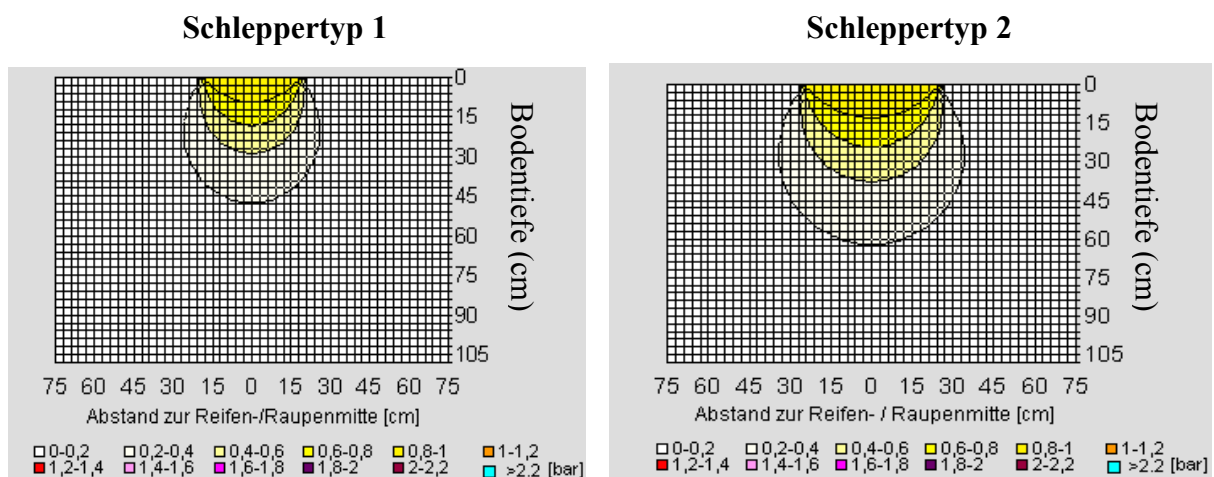 Schleppertyp 1
0
15
30
45
60
75
90
105
Bodentiefe (cm)
75 60 45 30 15 0 15 30 45 60 75
Abstand zur Reifen-/Raupenmitte [cm]
0-0,2 0,2-0,4 0,4-0,6 0,6-0,8 0,8-1 1-1,2
1,2-1,4 1,4-1,6 1,6-1,8 1,8-2 2-2,2 >2.2 [bar]
Schleppertyp 2
0
15
30
45
60
75
90
105
Bodentiefe (cm)
75 60 45 30 15 0 15 30 45 60 75
Abstand zur Reifen- / Raupenmitte [cm]
0-0,2 0,2-0,4 0,4-0,6 0,6-0,8 0,8-1 1-1,2
1,2-1,4 1,4-1,6 1,6-1,8 1,8-2 2-2,2 >2.2 [bar]